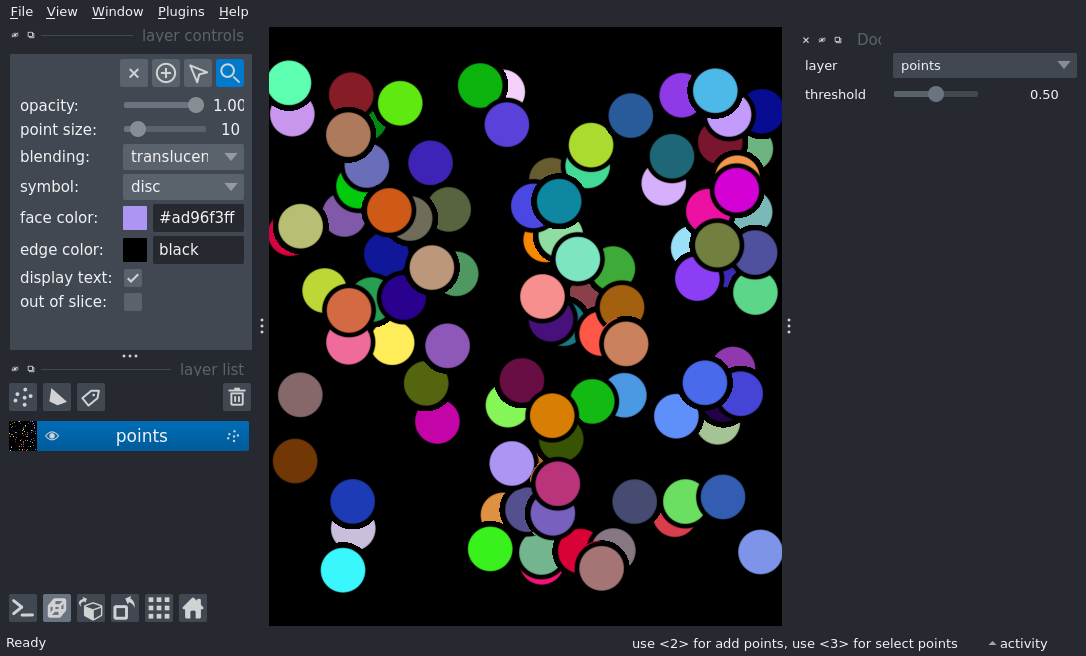 File View Window Plugins Help
layer controls
opacity: 1.00
point size: 10
blending: translucen
symbol: disc
face color: #ad96f3ff
edge color: black
display text:
out of slice:
layer list
points
Doc
layer points
threshold 0.50
Ready
use <2> for add points, use <3> for select points
activity